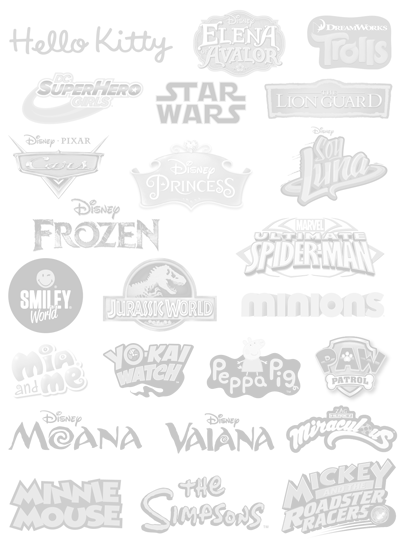 Hello Kitty
Disney
ELENA
of
AVALOR
DREAMWORKS
Trolls
DC
SUPERHERO
GIRLS
STAR
WARS
THE
LION GUARD
Disney · PIXAR
Cars
Disney
PRINCESS
Disney
SOY
Luna
Disney
FROZEN
MARVEL
ULTIMATE
SPIDER-MAN
SMILEY
World
JURASSIC WORLD
minions
Mia
and me
YO-KAI
WATCH
Peppa Pig
PAW
PATROL
Disney
MOANA
Disney
VAIANA
Miraculous
MINNIE
MOUSE
THE
SIMPSONS
MICKEY
ROADSTER
RACERS